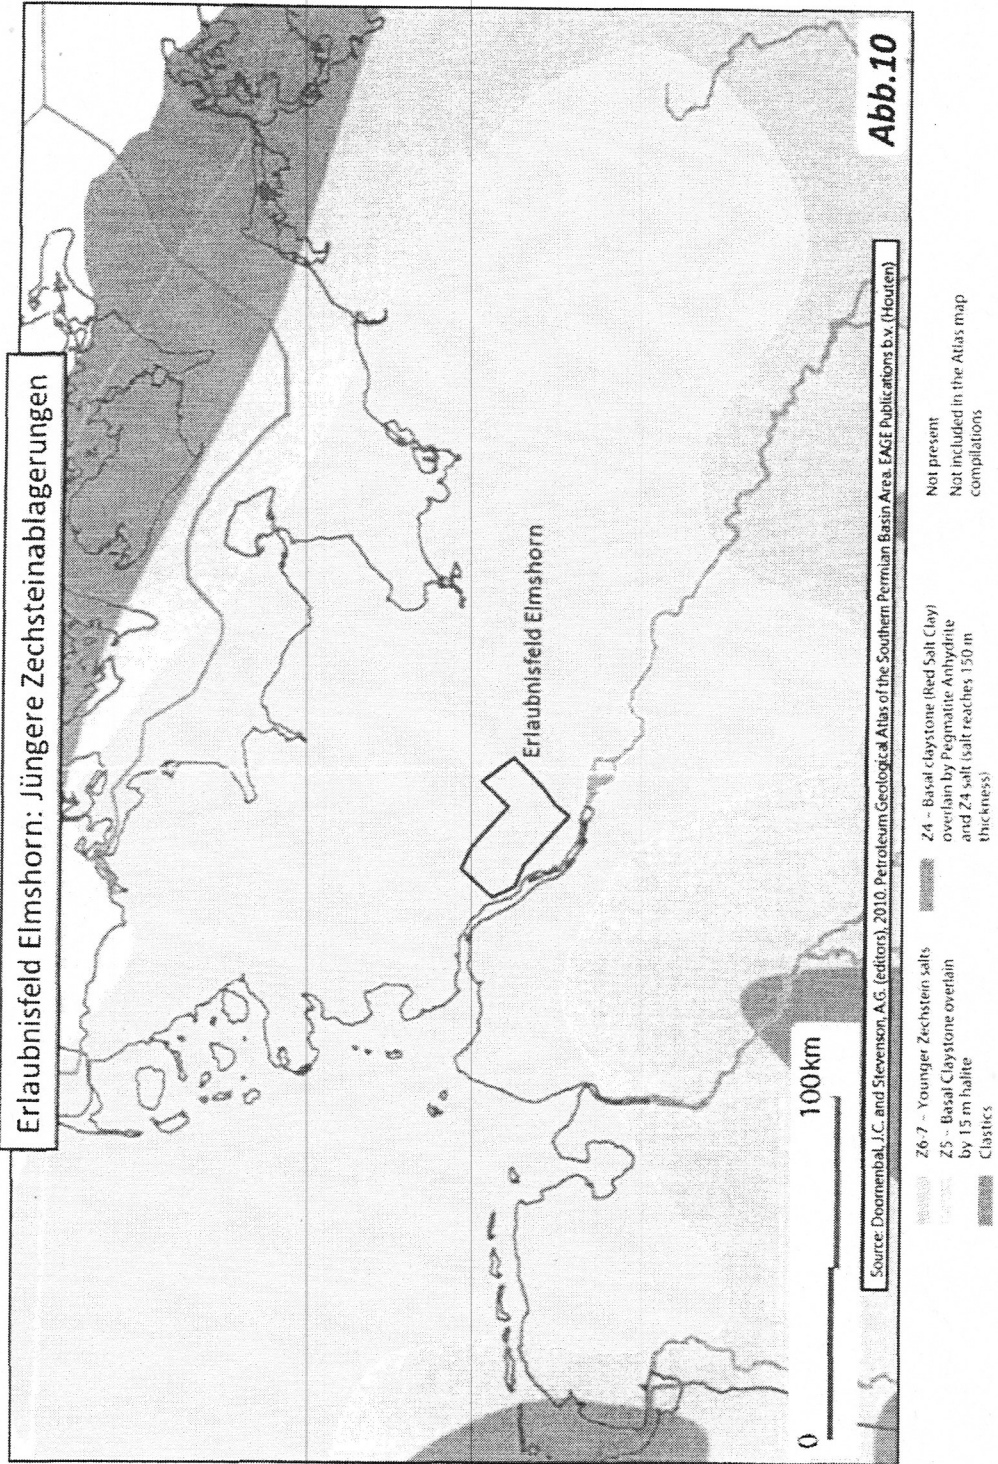 Erlaubnisfeld Elmshorn: Jüngere Zechsteinablagerungen
Erlaubnisfeld Elmshorn
0
100km
Abb.10
Source: Doornenbal, J.C. and Stevenson, A.G. (editors), 2010. Petroleum Geological Atlas of the Southern Permian Basin Area. EAGE Publications b.v. (Houten)
Z6-7 - Younger Zechstein salts
Z5 - Basal Claystone overlain
by 15 m halite
Clastics
Z4 - Basal claystone (Red Salt Clay)
overlain by Pegmatite Anhydrite
and Z4 salt (salt reaches 150 m
thickness)
Not present
Not included in the Atlas map
compilations